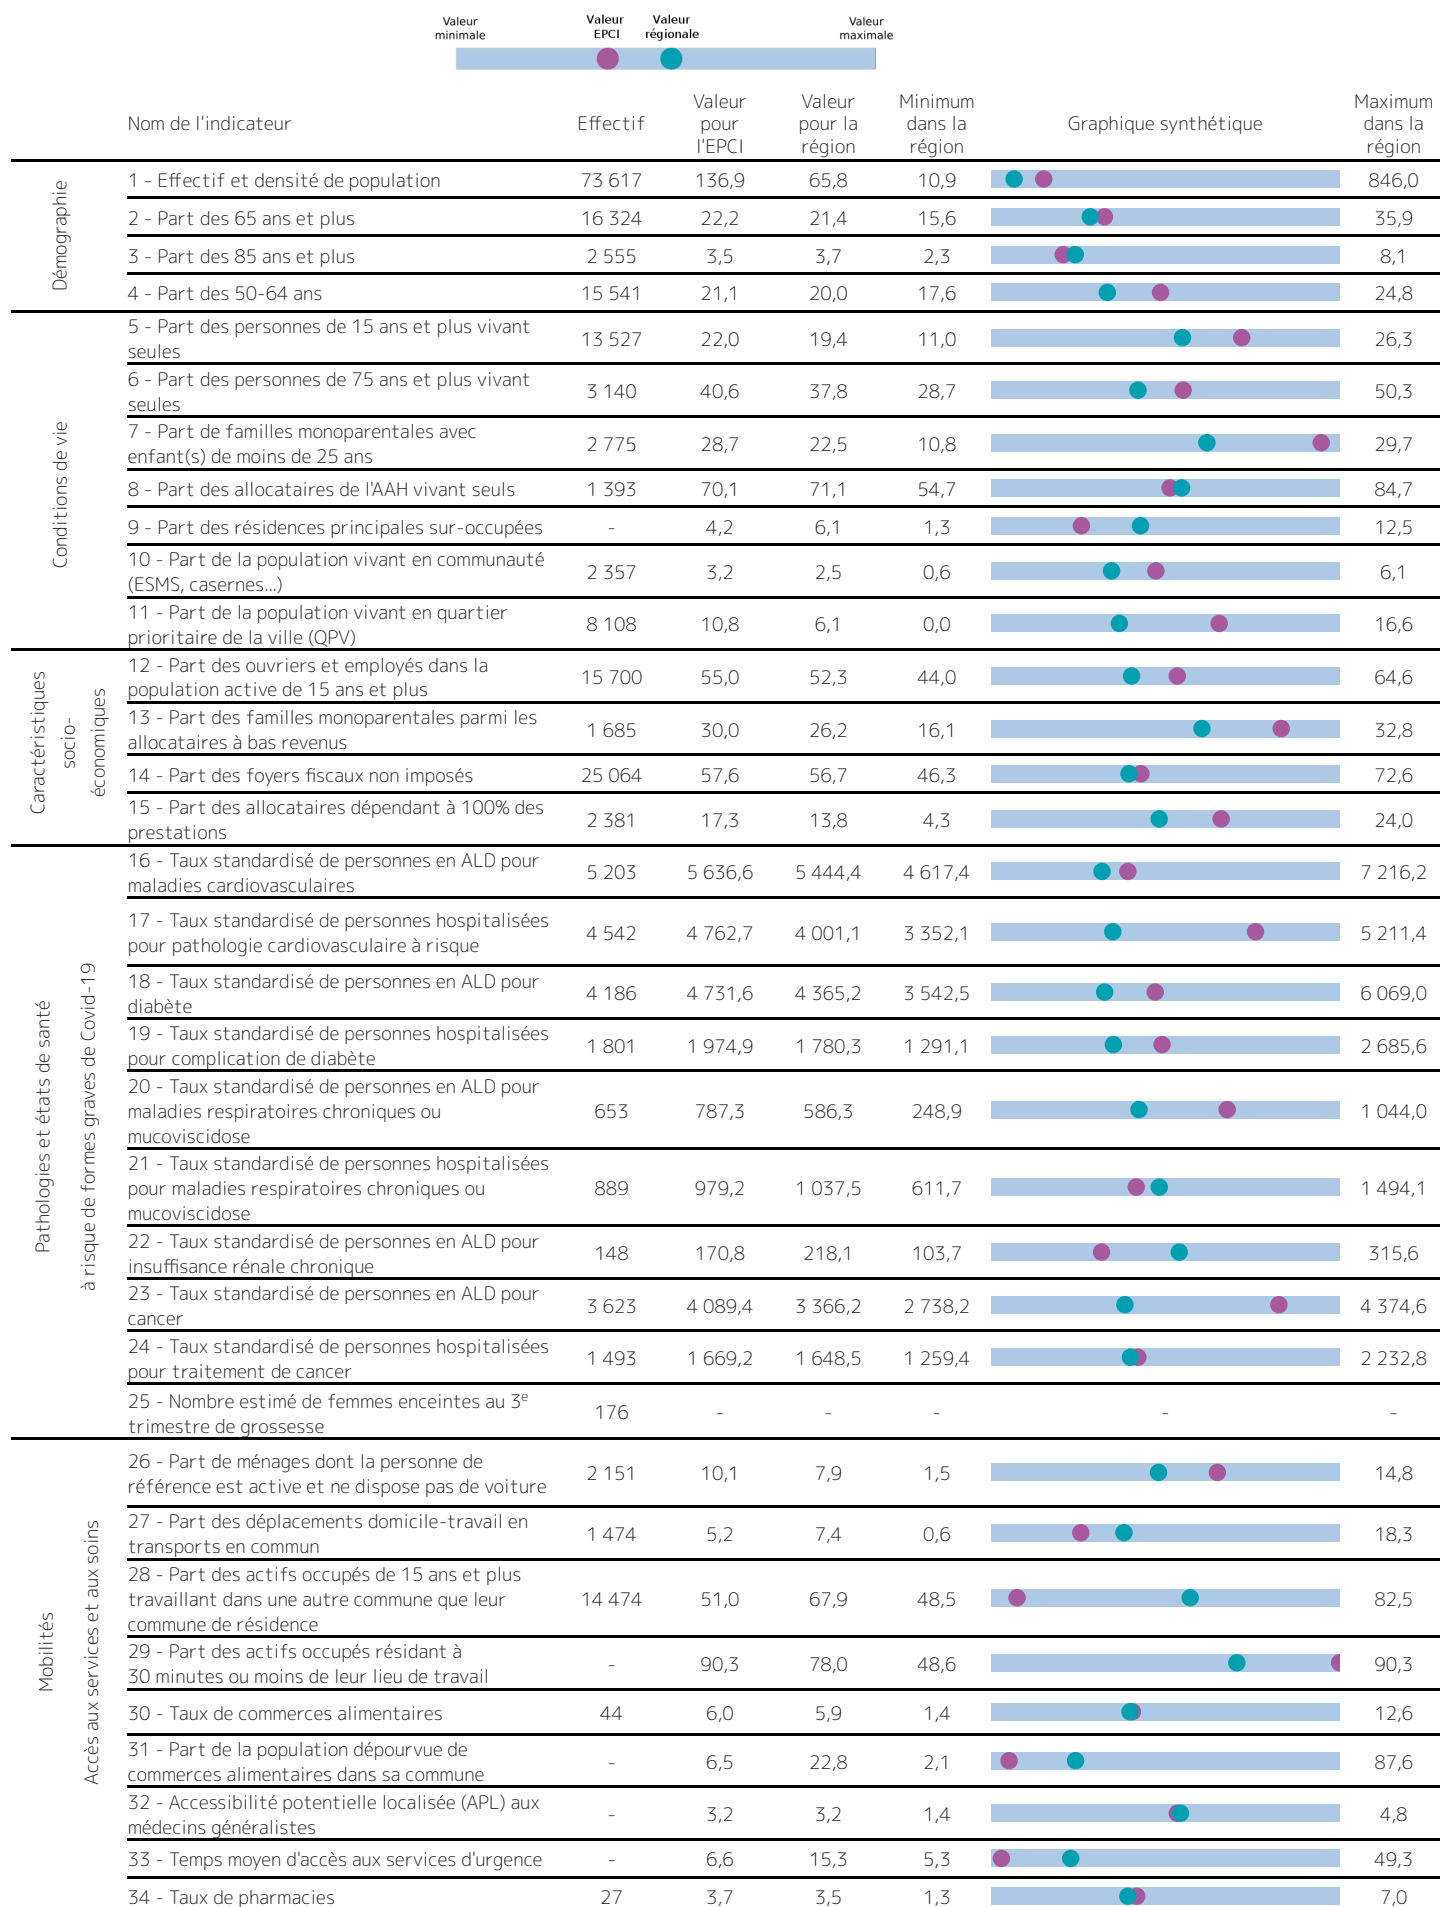 Valeur minimale
Valeur EPCI
Valeur régionale
Valeur maximale
Nom de l'indicateur
Effectif
Valeur pour l'EPCI
Valeur pour la région
Minimum dans la région
Graphique synthétique
Maximum dans la région
Démographie
1 - Effectif et densité de population 73 617 136,9 65,8 10,9 846,0
2 - Part des 65 ans et plus 16 324 22,2 21,4 15,6 35,9
3 - Part des 85 ans et plus 2 555 3,5 3,7 2,3 8,1
4 - Part des 50-64 ans 15 541 21,1 20,0 17,6 24,8
Conditions de vie
5 - Part des personnes de 15 ans et plus vivant
seules 13 527 22,0 19,4 11,0 26,3
6 - Part des personnes de 75 ans et plus vivant
seules 3 140 40,6 37,8 28,7 50,3
7 - Part de familles monoparentales avec
enfant(s) de moins de 25 ans 2 775 28,7 22,5 10,8 29,7
8 - Part des allocataires de l'AAH vivant seuls 1 393 70,1 71,1 54,7 84,7
9 - Part des résidences principales sur-occupées - 4,2 6,1 1,3 12,5
10 - Part de la population vivant en communauté
(ESMS, casernes...) 2 357 3,2 2,5 0,6 6,1
11 - Part de la population vivant en quartier
prioritaire de la ville (QPV) 8 108 10,8 6,1 0,0 16,6
Caractéristiques
socio-
économiques
12 - Part des ouvriers et employés dans la
population active de 15 ans et plus 15 700 55,0 52,3 44,0 64,6
13 - Part des familles monoparentales parmi les
allocataires à bas revenus 1 685 30,0 26,2 16,1 32,8
14 - Part des foyers fiscaux non imposés 25 064 57,6 56,7 46,3 72,6
15 - Part des allocataires dépendant à 100% des
prestations 2 381 17,3 13,8 4,3 24,0
Pathologies et états de santé
à risque de formes graves de Covid-19
16 - Taux standardisé de personnes en ALD pour
maladies cardiovasculaires 5 203 5 636,6 5 444,4 4 617,4 7 216,2
17 - Taux standardisé de personnes hospitalisées
pour pathologie cardiovasculaire à risque 4 542 4 762,7 4 001,1 3 352,1 5 211,4
18 - Taux standardisé de personnes en ALD pour
diabète 4 186 4 731,6 4 365,2 3 542,5 6 069,0
19 - Taux standardisé de personnes hospitalisées
pour complication de diabète 1 801 1 974,9 1 780,3 1 291,1 2 685,6
20 - Taux standardisé de personnes en ALD pour
maladies respiratoires chroniques ou
mucoviscidose 653 787,3 586,3 248,9 1 044,0
21 - Taux standardisé de personnes hospitalisées
pour maladies respiratoires chroniques ou
mucoviscidose 889 979,2 1 037,5 611,7 1 494,1
22 - Taux standardisé de personnes en ALD pour
insuffisance rénale chronique 148 170,8 218,1 103,7 315,6
23 - Taux standardisé de personnes en ALD pour
cancer 3 623 4 089,4 3 366,2 2 738,2 4 374,6
24 - Taux standardisé de personnes hospitalisées
pour traitement de cancer 1 493 1 669,2 1 648,5 1 259,4 2 232,8
25 - Nombre estimé de femmes enceintes au 3e
trimestre de grossesse 176 - - - - -
Mobilités
Accès aux services et aux soins
26 - Part de ménages dont la personne de
référence est active et ne dispose pas de voiture 2 151 10,1 7,9 1,5 14,8
27 - Part des déplacements domicile-travail en
transports en commun 1 474 5,2 7,4 0,6 18,3
28 - Part des actifs occupés de 15 ans et plus
travaillant dans une autre commune que leur
commune de résidence 14 474 51,0 67,9 48,5 82,5
29 - Part des actifs occupés résidant à
30 minutes ou moins de leur lieu de travail - 90,3 78,0 48,6 90,3
30 - Taux de commerces alimentaires 44 6,0 5,9 1,4 12,6
31 - Part de la population dépourvue de
commerces alimentaires dans sa commune - 6,5 22,8 2,1 87,6
32 - Accessibilité potentielle localisée (APL) aux
médecins généralistes - 3,2 3,2 1,4 4,8
33 - Temps moyen d'accès aux services d'urgence - 6,6 15,3 5,3 49,3
34 - Taux de pharmacies 27 3,7 3,5 1,3 7,0